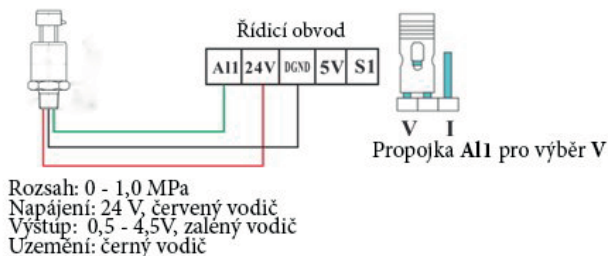 Řídicí obvod
AI1 24V DGND 5V S1
V I
Propojka AI1 pro výběr V
Rozsah: 0 - 1,0 MPa
Napájení: 24 V, červený vodič
Výstup: 0,5 - 4,5V, zalený vodič
Uzemění: černý vodič